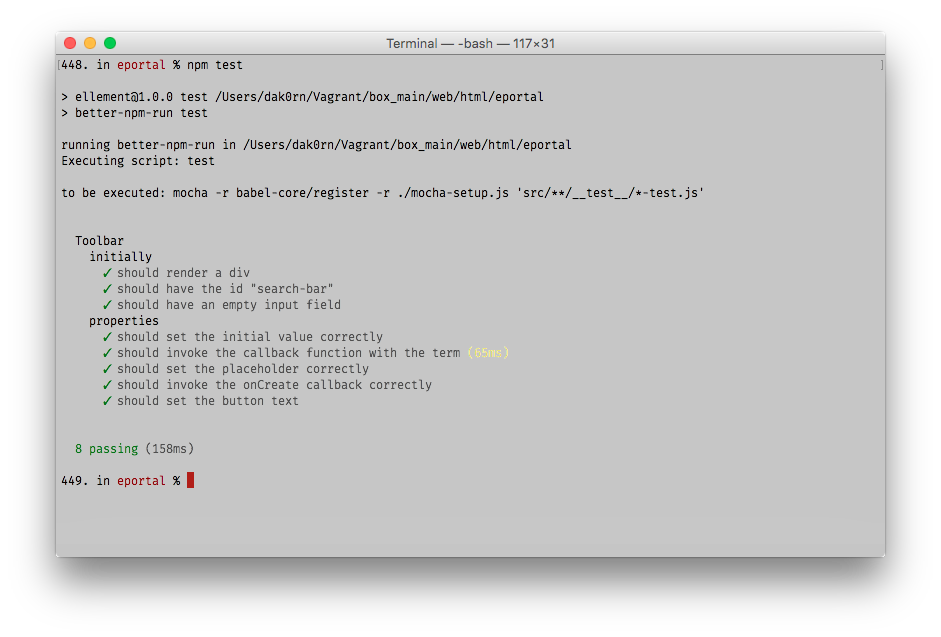 Terminal — -bash — 117×31
[448. in eportal % npm test ]
> ellement@1.0.0 test /Users/dak0rn/Vagrant/box_main/web/html/eportal
> better-npm-run test
running better-npm-run in /Users/dak0rn/Vagrant/box_main/web/html/eportal
Executing script: test
to be executed: mocha -r babel-core/register -r ./mocha-setup.js 'src/**/__test__/*-test.js'
Toolbar
initially
✓ should render a div
✓ should have the id "search-bar"
✓ should have an empty input field
properties
✓ should set the initial value correctly
✓ should invoke the callback function with the term (65ms)
✓ should set the placeholder correctly
✓ should invoke the onCreate callback correctly
✓ should set the button text
8 passing (158ms)
449. in eportal %